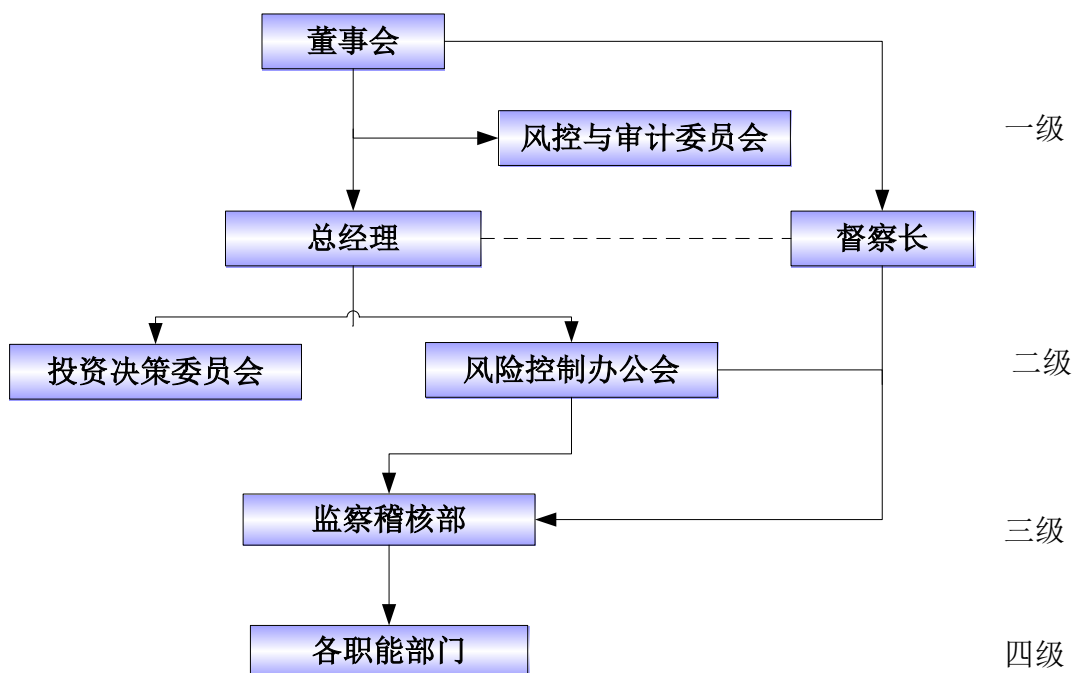 董事会
风控与审计委员会
一级
总经理
督察长
投资决策委员会
风险控制办公会
二级
监察稽核部
三级
各职能部门
四级